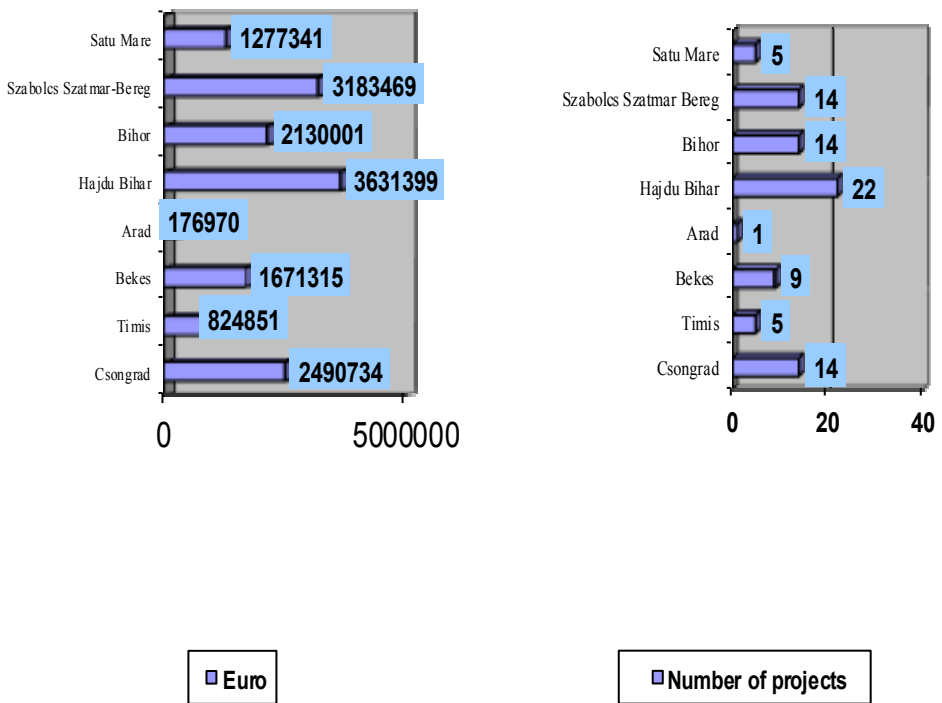 Satu Mare 1277341
Szabolcs Szatmar-Bereg 3183469
Bihor 2130001
Hajdu Bihar 3631399
Arad 176970
Bekes 1671315
Timis 824851
Csongrad 2490734
0 5000000
Euro
Satu Mare 5
Szabolcs Szatmar Bereg 14
Bihor 14
Hajdu Bihar 22
Arad 1
Bekes 9
Timis 5
Csongrad 14
0 20 40
Number of projects